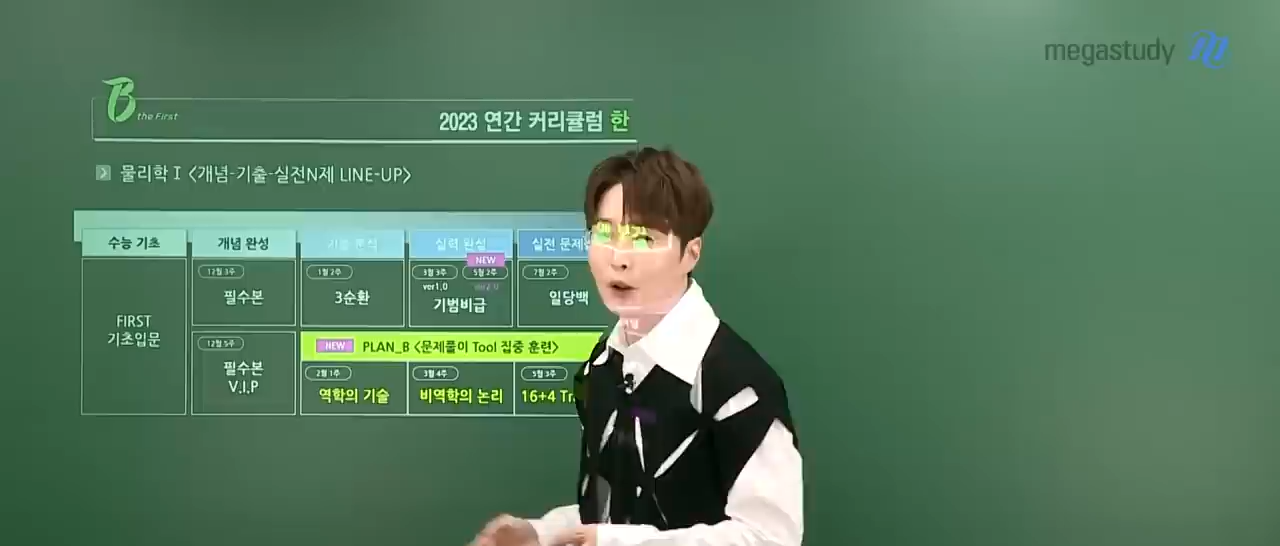 megastudy
B
the First
2023 연간 커리큘럼 한
물리학 I <개념-기출-실전N제 LINE-UP>
수능 기초
개념 완성
실력 완성
실전 문제
NEW
12월 3주
1월 2주
3월 3주
5월 2주
7월 2주
ver1.0
ver2.0
필수본
3순환
기범비급
일당백
FIRST
기초입문
12월 5주
필수본
V.I.P
NEW
PLAN_B <문제풀이 Tool 집중 훈련>
2월 1주
3월 4주
5월 3주
역학의 기술
비역학의 논리
16+4